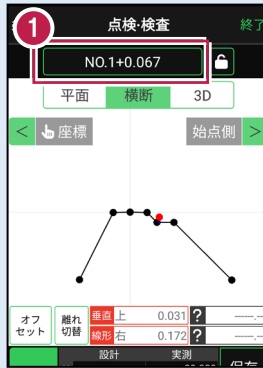 1
点検・検査
終了
NO.1+0.067
平面 横断 3D
< 座標 始点側 >
オフセット 離れ切替 垂直 上 0.031 ? --.---
線形 右 0.172 ? --.---
設計 実測
保存